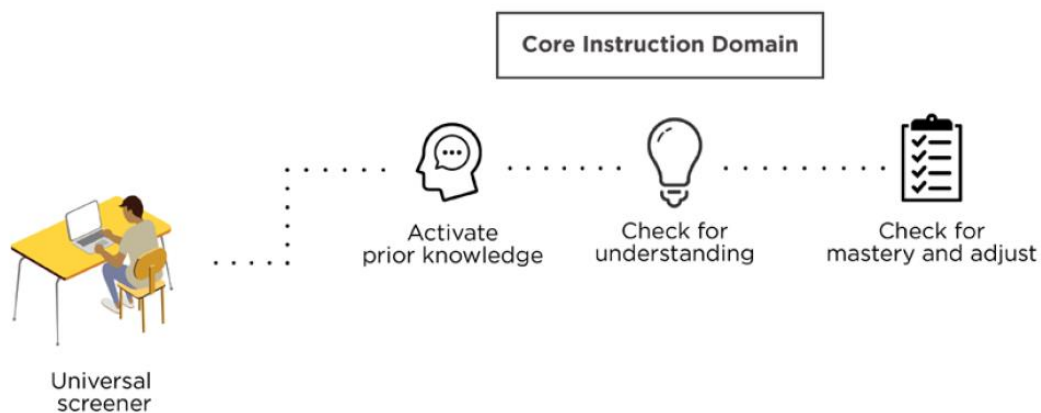 Core Instruction Domain
Activate
prior knowledge
Check for
understanding
Check for
mastery and adjust
Universal
screener